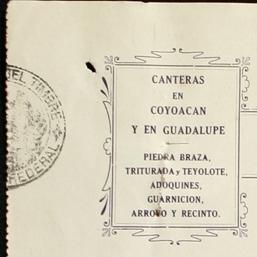 CANTERAS
EN
COYOACAN
Y EN GUADALUPE
PIEDRA BRAZA,
TRITURADA y TEYOLOTE,
ADOQUINES,
GUARNICION,
ARROYO Y RECINTO.
DEL TIMBRE
FEDERAL